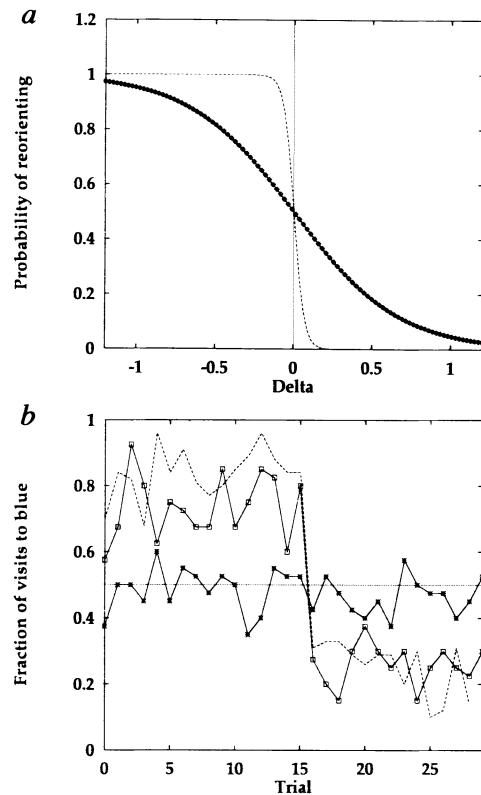 a
1.2
1
0.8
0.6
0.4
0.2
0
Probability of reorienting
-1 -0.5 0 0.5 1
Delta
b
1
0.8
0.6
0.4
0.2
0
Fraction of visits to blue
0 5 10 15 20 25
Trial